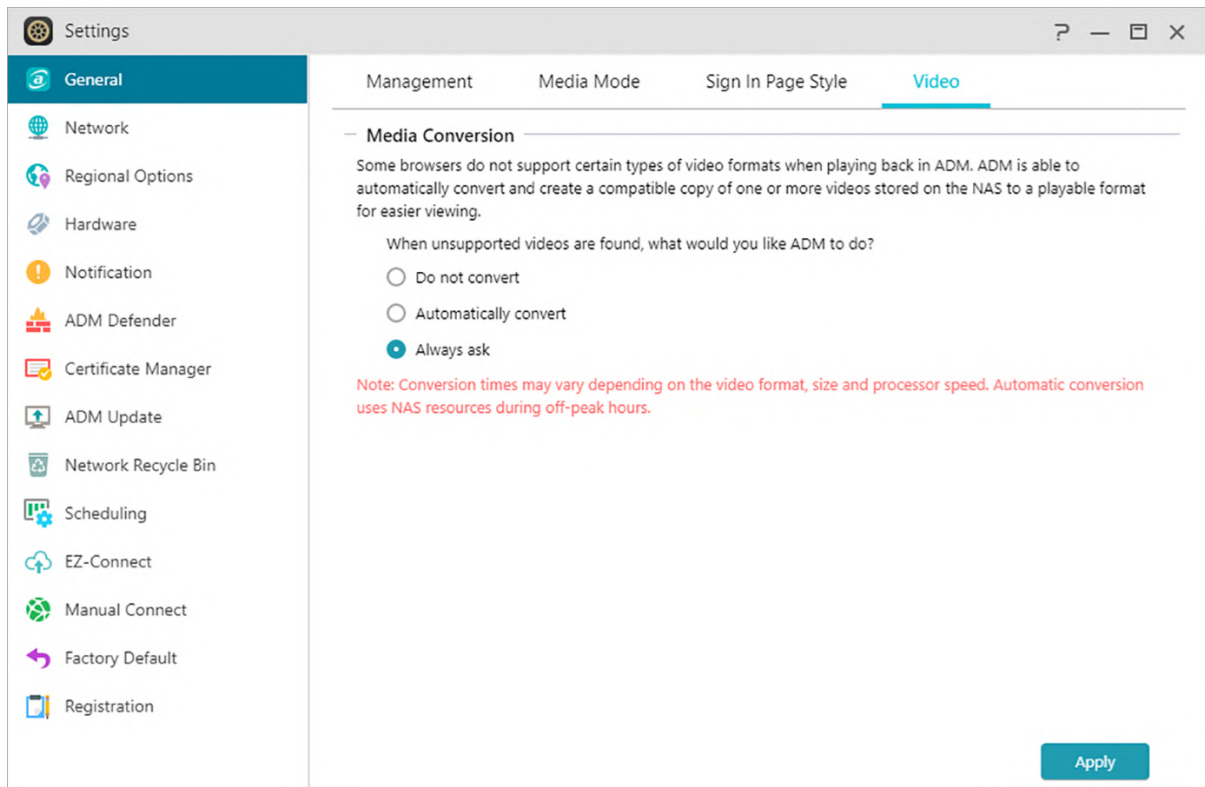 Settings
General
Network
Regional Options
Hardware
Notification
ADM Defender
Certificate Manager
ADM Update
Network Recycle Bin
Scheduling
EZ-Connect
Manual Connect
Factory Default
Registration
Management Media Mode Sign In Page Style Video
Media Conversion
Some browsers do not support certain types of video formats when playing back in ADM. ADM is able to
automatically convert and create a compatible copy of one or more videos stored on the NAS to a playable format
for easier viewing.
When unsupported videos are found, what would you like ADM to do?
Do not convert
Automatically convert
Always ask
Note: Conversion times may vary depending on the video format, size and processor speed. Automatic conversion
uses NAS resources during off-peak hours.
Apply